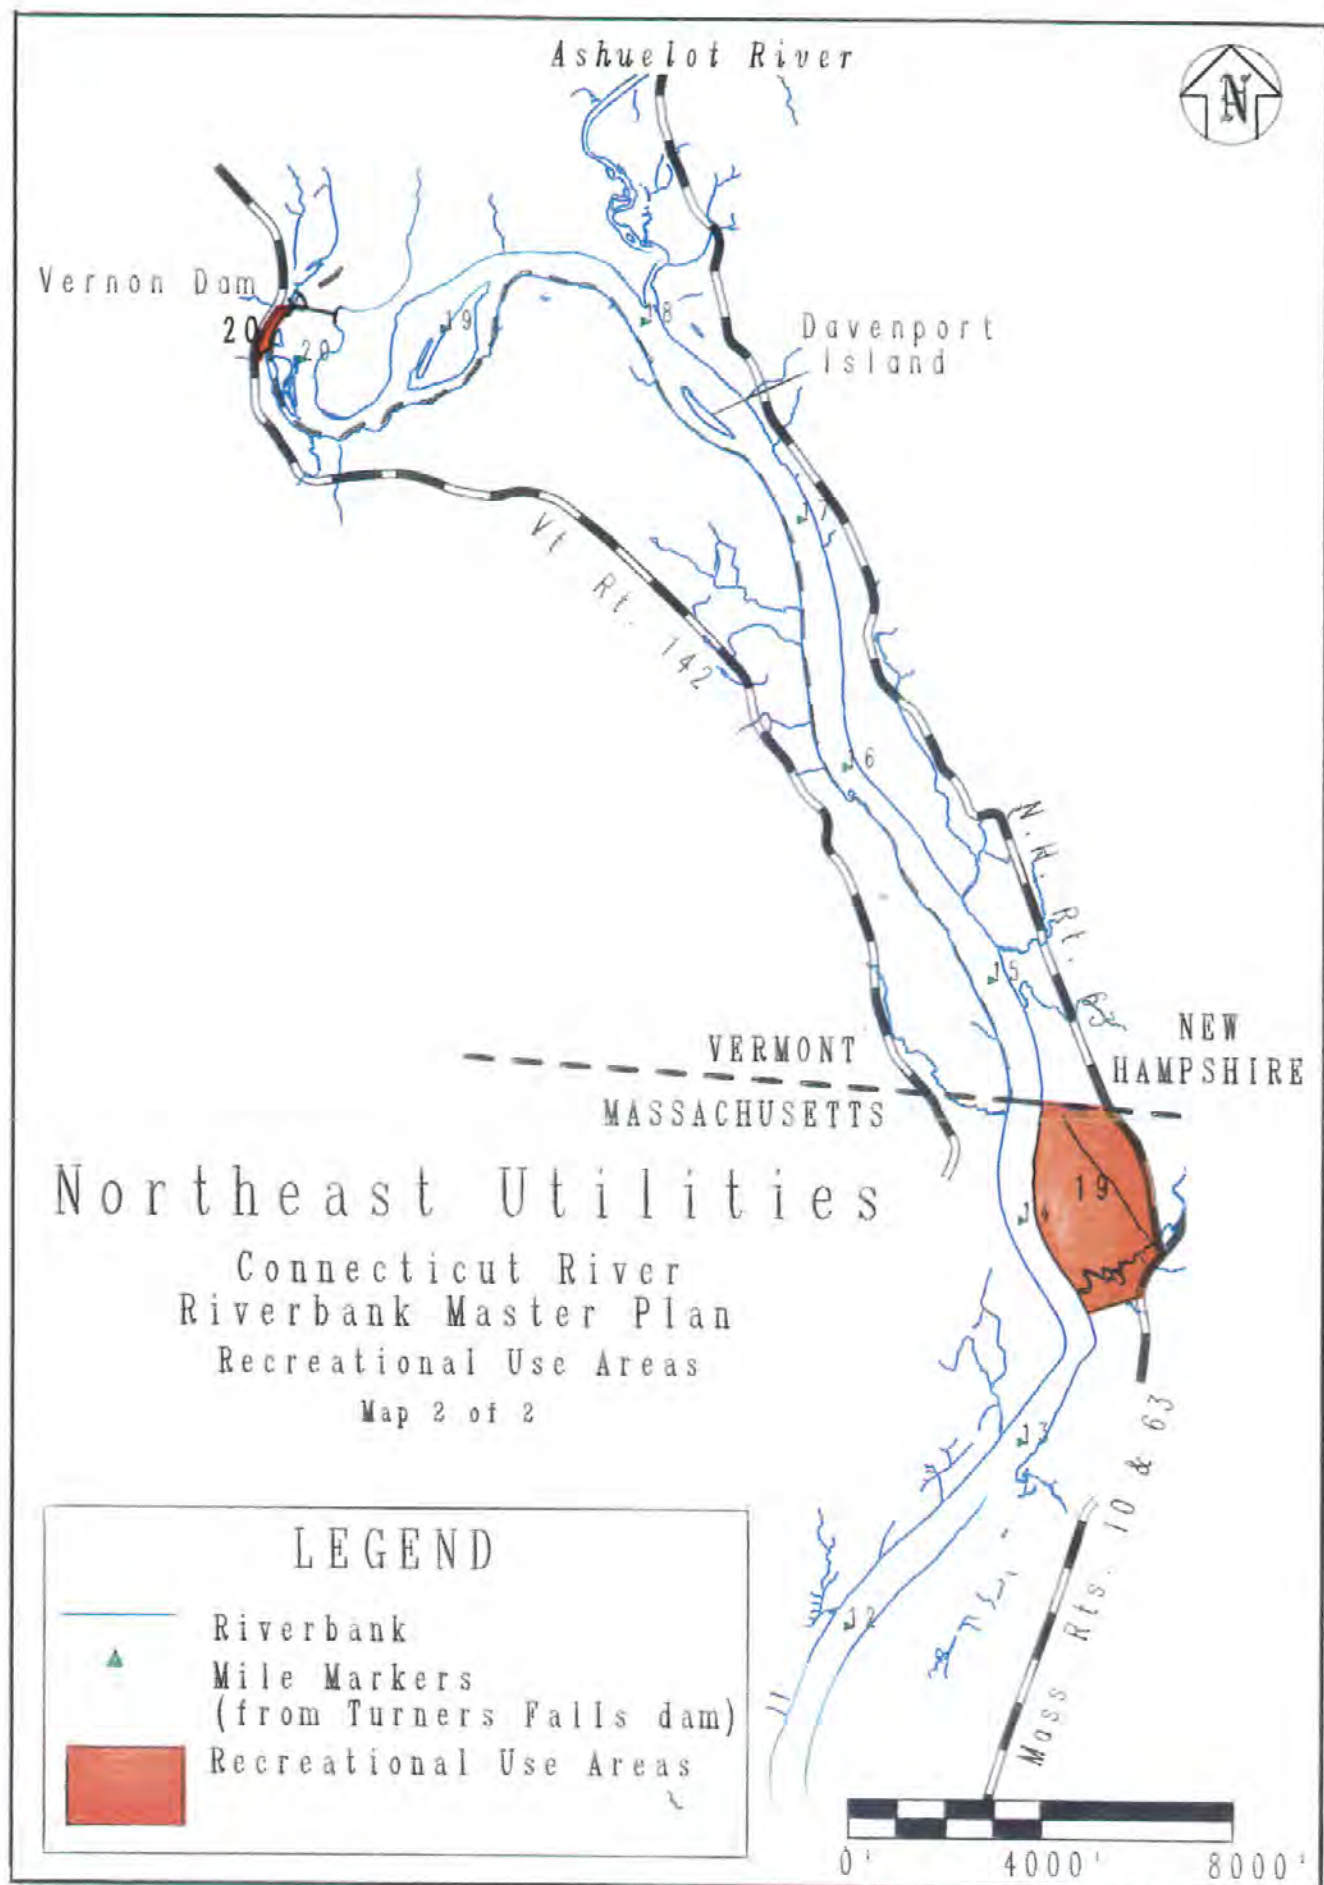 Ashuelot River
N
Vernon Dam
20
20
19
18
Davenport
Island
17
Vt Rt. 142
16
N.H. Rt. 63
15
VERMONT
NEW
HAMPSHIRE
MASSACHUSETTS
19
14
Northeast Utilities
Connecticut River
Riverbank Master Plan
Recreational Use Areas
Map 2 of 2
13
Mass Rts. 10 & 63
12
LEGEND
Riverbank
Mile Markers
(from Turners Falls dam)
Recreational Use Areas
0' 4000' 8000'